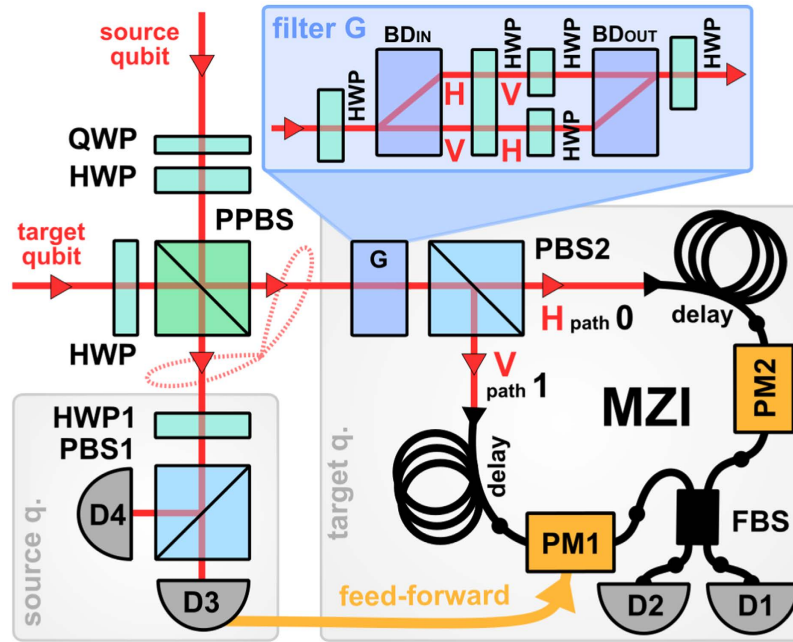 source
qubit
QWP
HWP
PPBS
target
qubit
HWP
filter G
BDIN
HWP
HWP
BDOUT
HWP
HWP
H
V
V
H
HWP
G
PBS2
H path 0
delay
V
path 1
MZI
PM2
delay
target q.
PM1
FBS
D2
D1
HWP1
PBS1
D4
source q.
D3
feed-forward